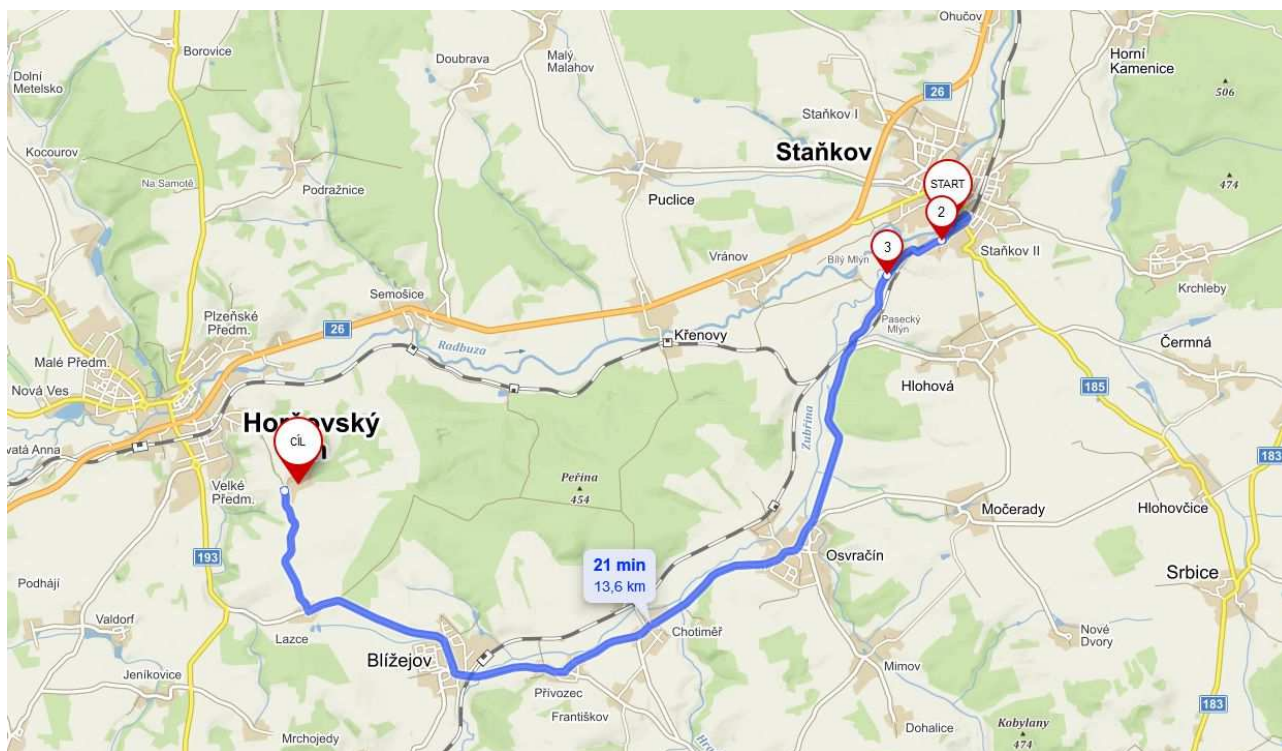 Ohučov
Borovice
Doubrava
Malý
Malahov
Horní
Kamenice
Dolní
Metelsko
506
26
Staňkov I
Kocourov
Staňkov
Na Samotě
Podražnice
Puclice
474
START
2
3
Staňkov II
Vránov
Bílý Mlýn
Krchleby
Semošice
Plzeňské
Předm.
Pasecký
Mlýn
26
Radbuza
Křenovy
Čermná
Malé Předm.
Hlohová
185
Nová Ves
Zubřina
Horšovský
CÍL
183
Velké
Předm.
Peřina
454
Močerady
Hlohovčice
193
Osvračín
21 min
13,6 km
Podhájí
Srbice
Valdorf
Lazce
Chotiměř
Nové
Dvory
Blížejov
Mimov
Jeníkovice
Přívozec
Františkov
183
Dohalice
Kobylany
474
Mrchojedy